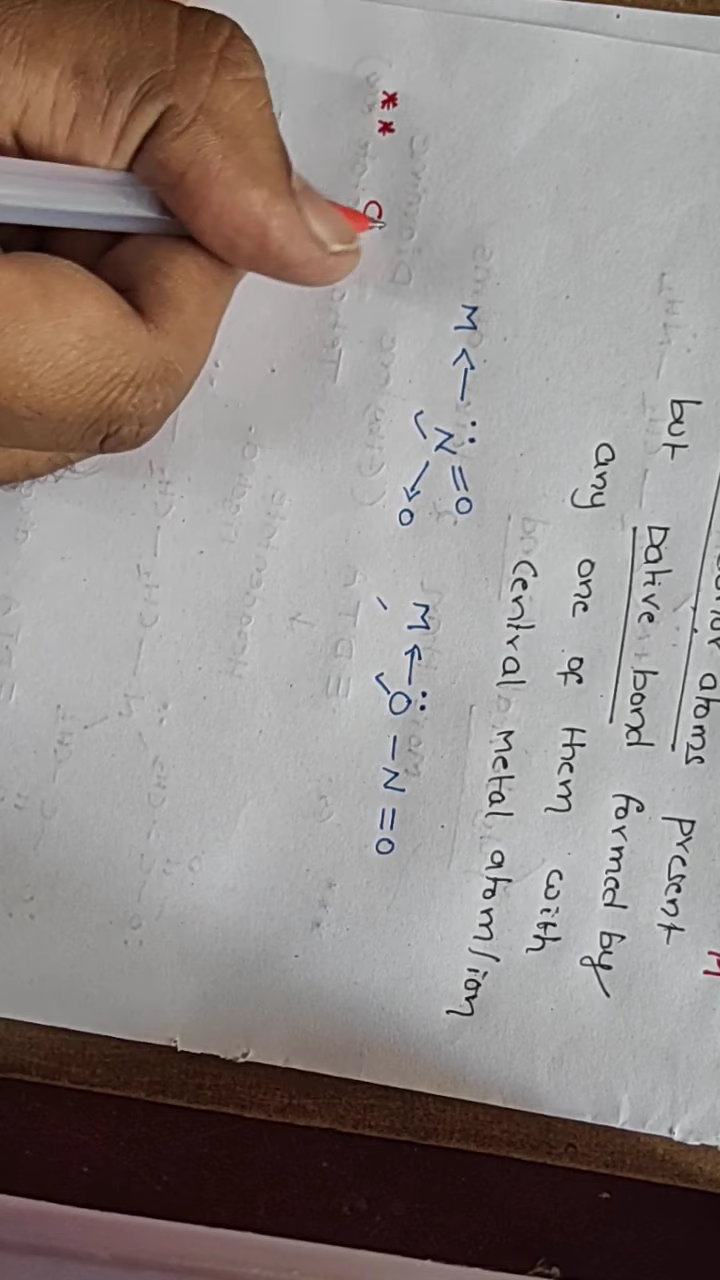 atoms present
but Dative bond formed by
any one of them with
central metal atom/ion
M ← N̈ = O
↘ O
M ← Ö - N = O
** C